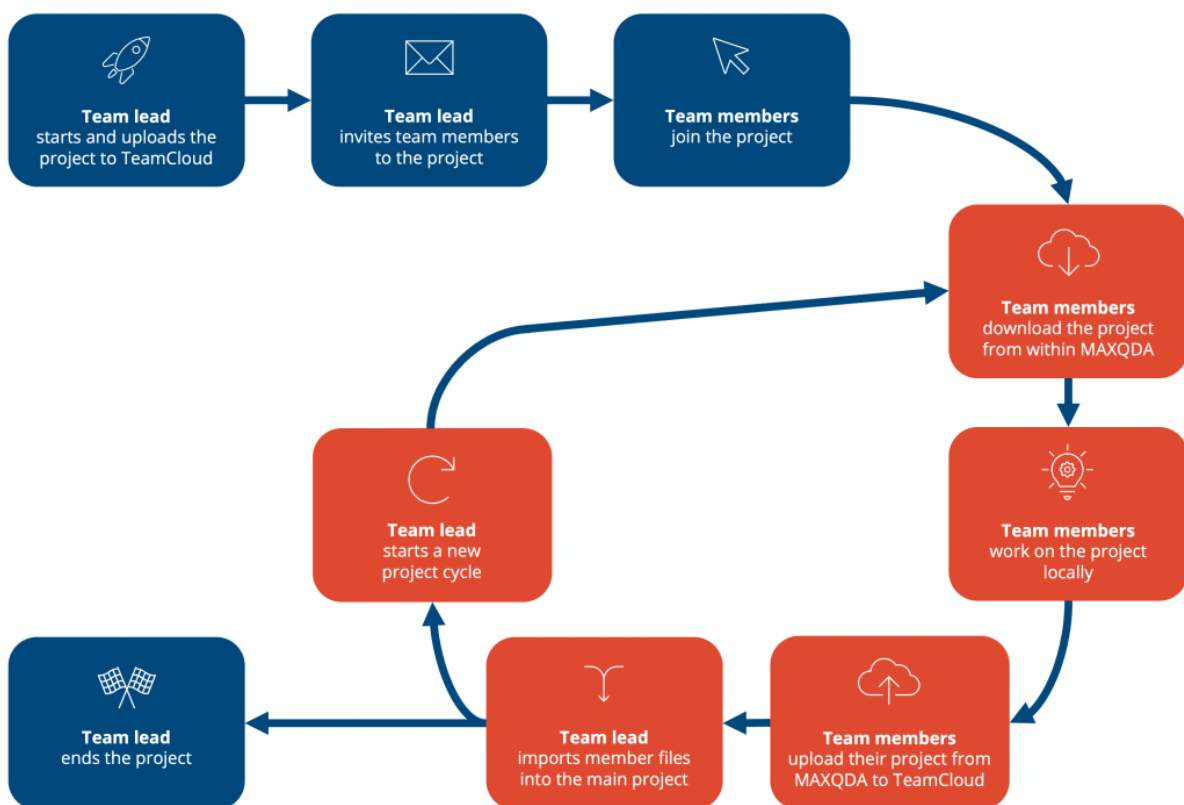 Team lead
starts and uploads the
project to TeamCloud
Team lead
invites team members
to the project
Team members
join the project
Team members
download the project
from within MAXQDA
Team members
work on the project
locally
Team members
upload their project from
MAXQDA to TeamCloud
Team lead
imports member files
into the main project
Team lead
starts a new
project cycle
Team lead
ends the project